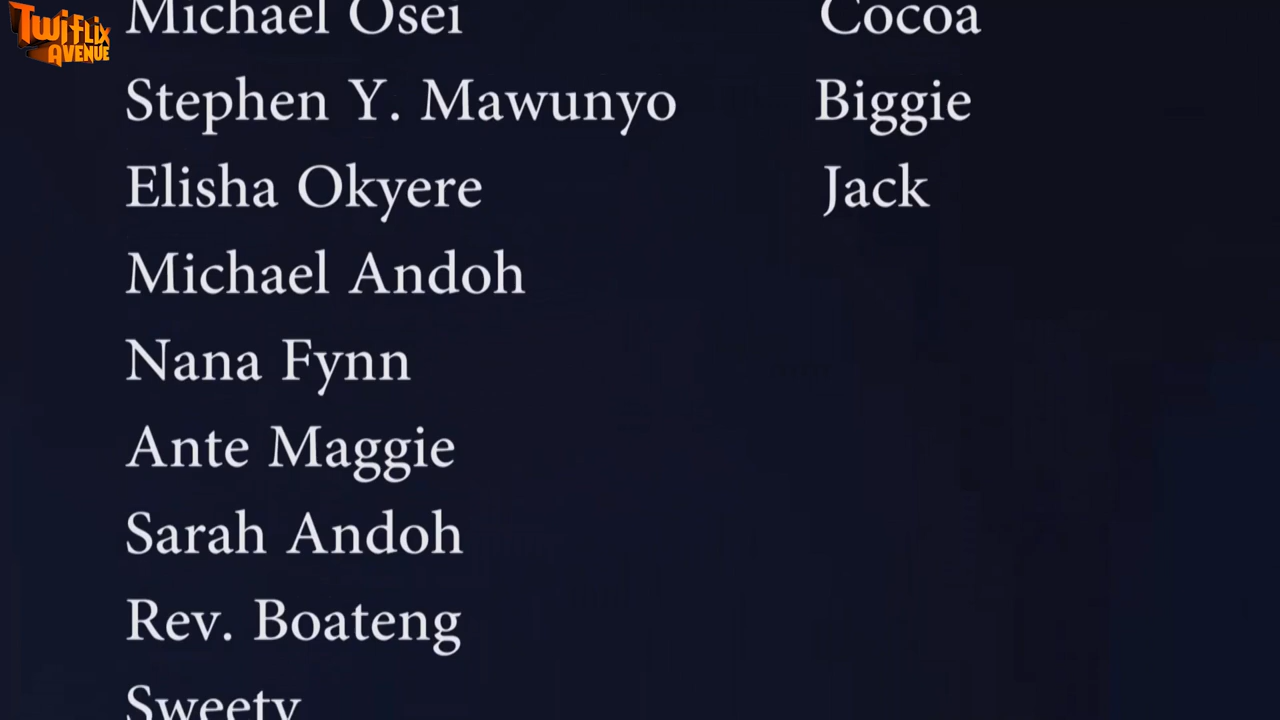 Twiflix
Avenue
Michael Osei Cocoa
Stephen Y. Mawunyo Biggie
Elisha Okyere Jack
Michael Andoh
Nana Fynn
Ante Maggie
Sarah Andoh
Rev. Boateng
Sweety